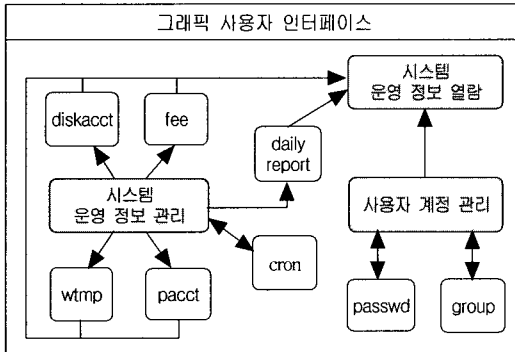 그래픽 사용자 인터페이스
시스템
운영 정보 열람
diskacct
fee
daily
report
시스템
운영 정보 관리
사용자 계정 관리
cron
wtmp
pacct
passwd
group